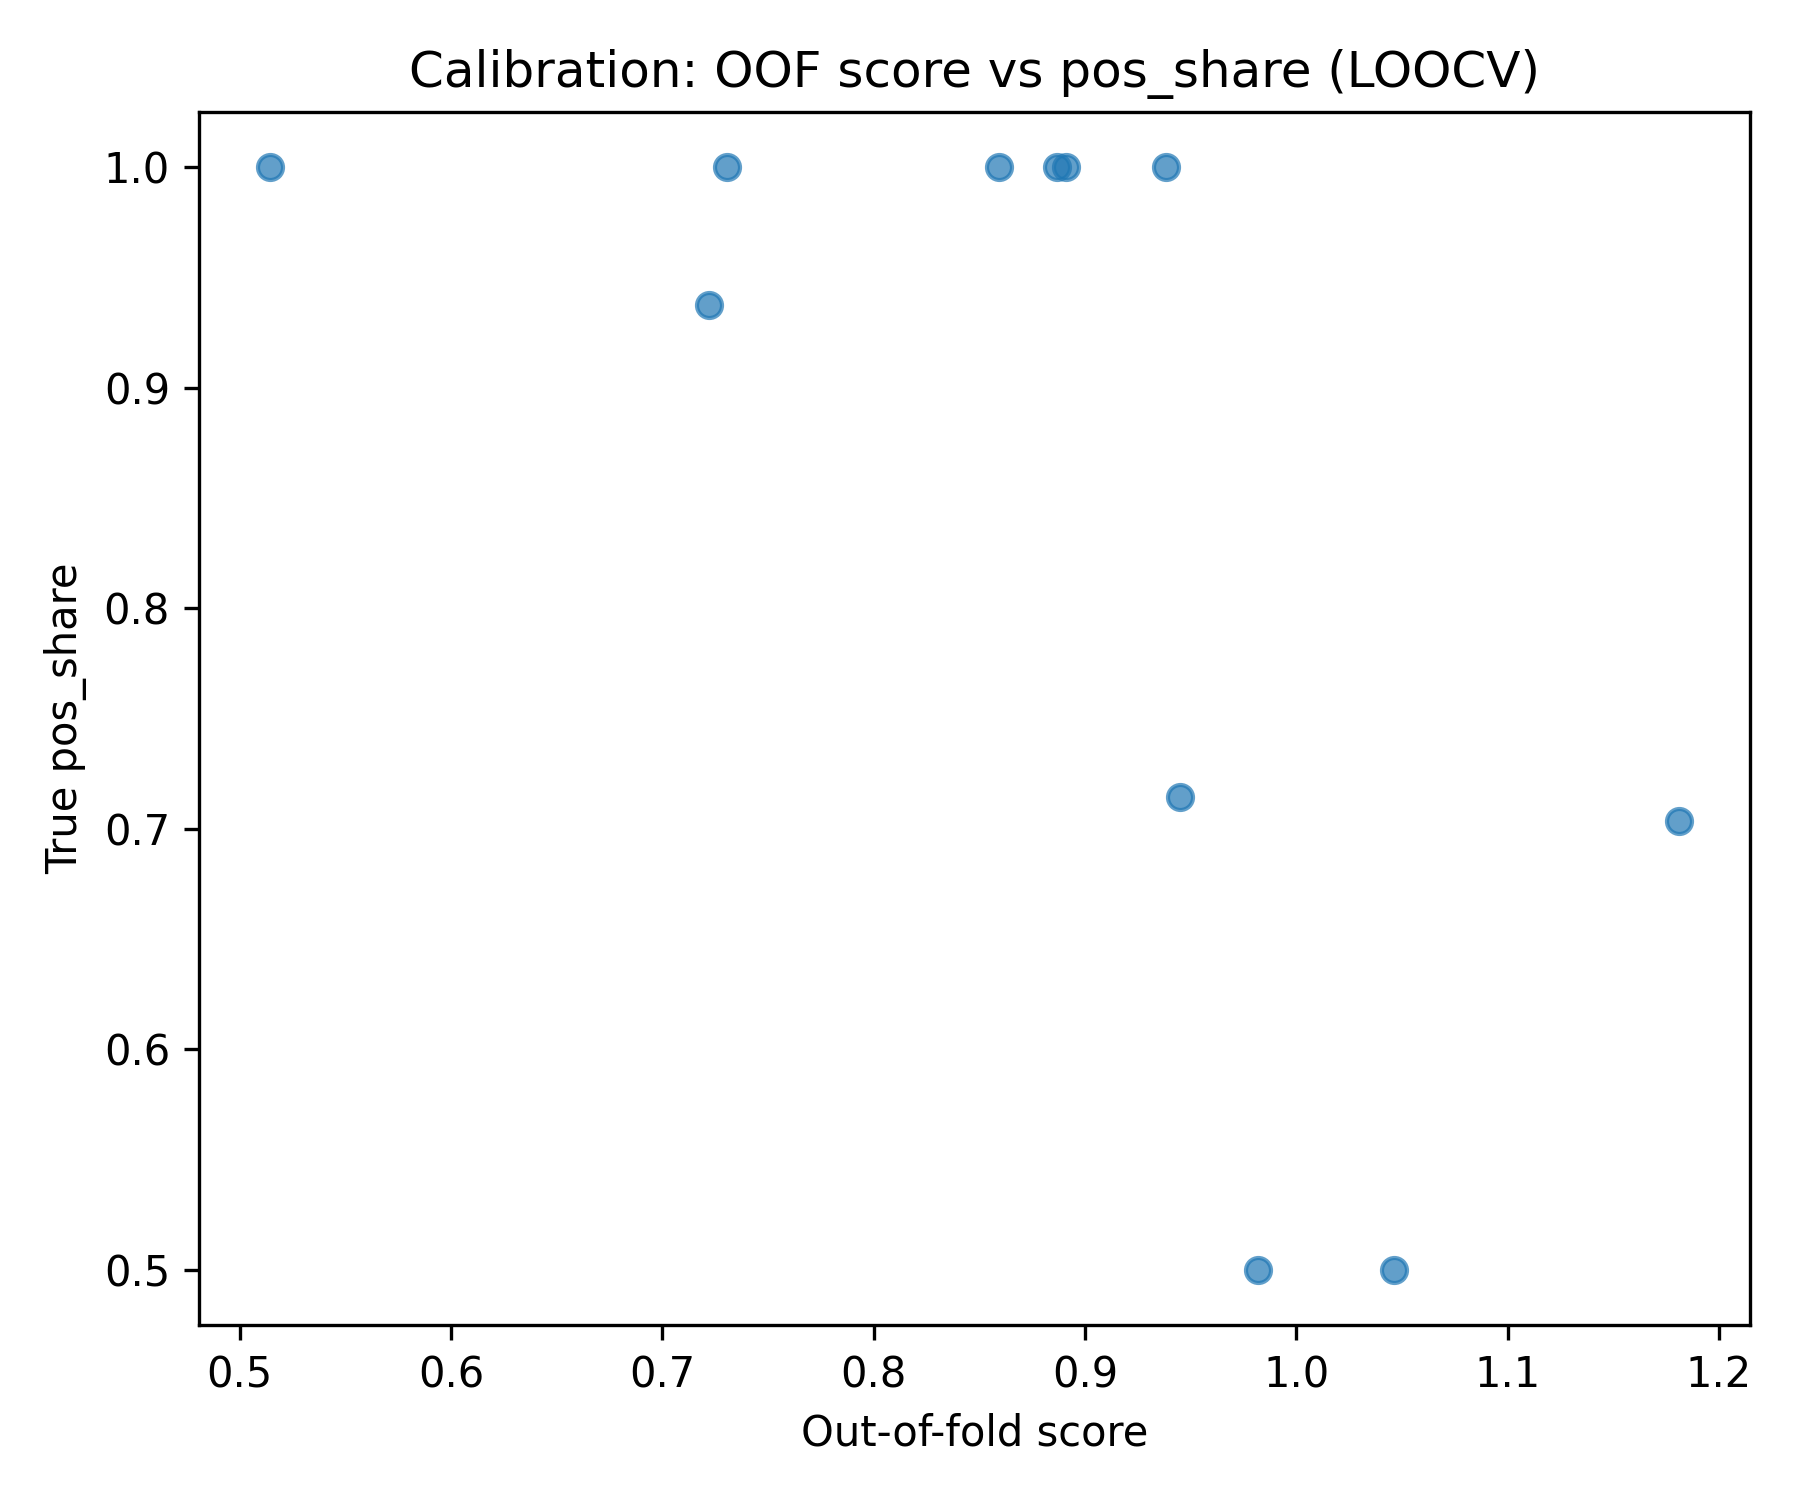 Calibration: OOF score vs pos_share (LOOCV)
True pos_share
1.0
0.9
0.8
0.7
0.6
0.5
0.5 0.6 0.7 0.8 0.9 1.0 1.1 1.2
Out-of-fold score